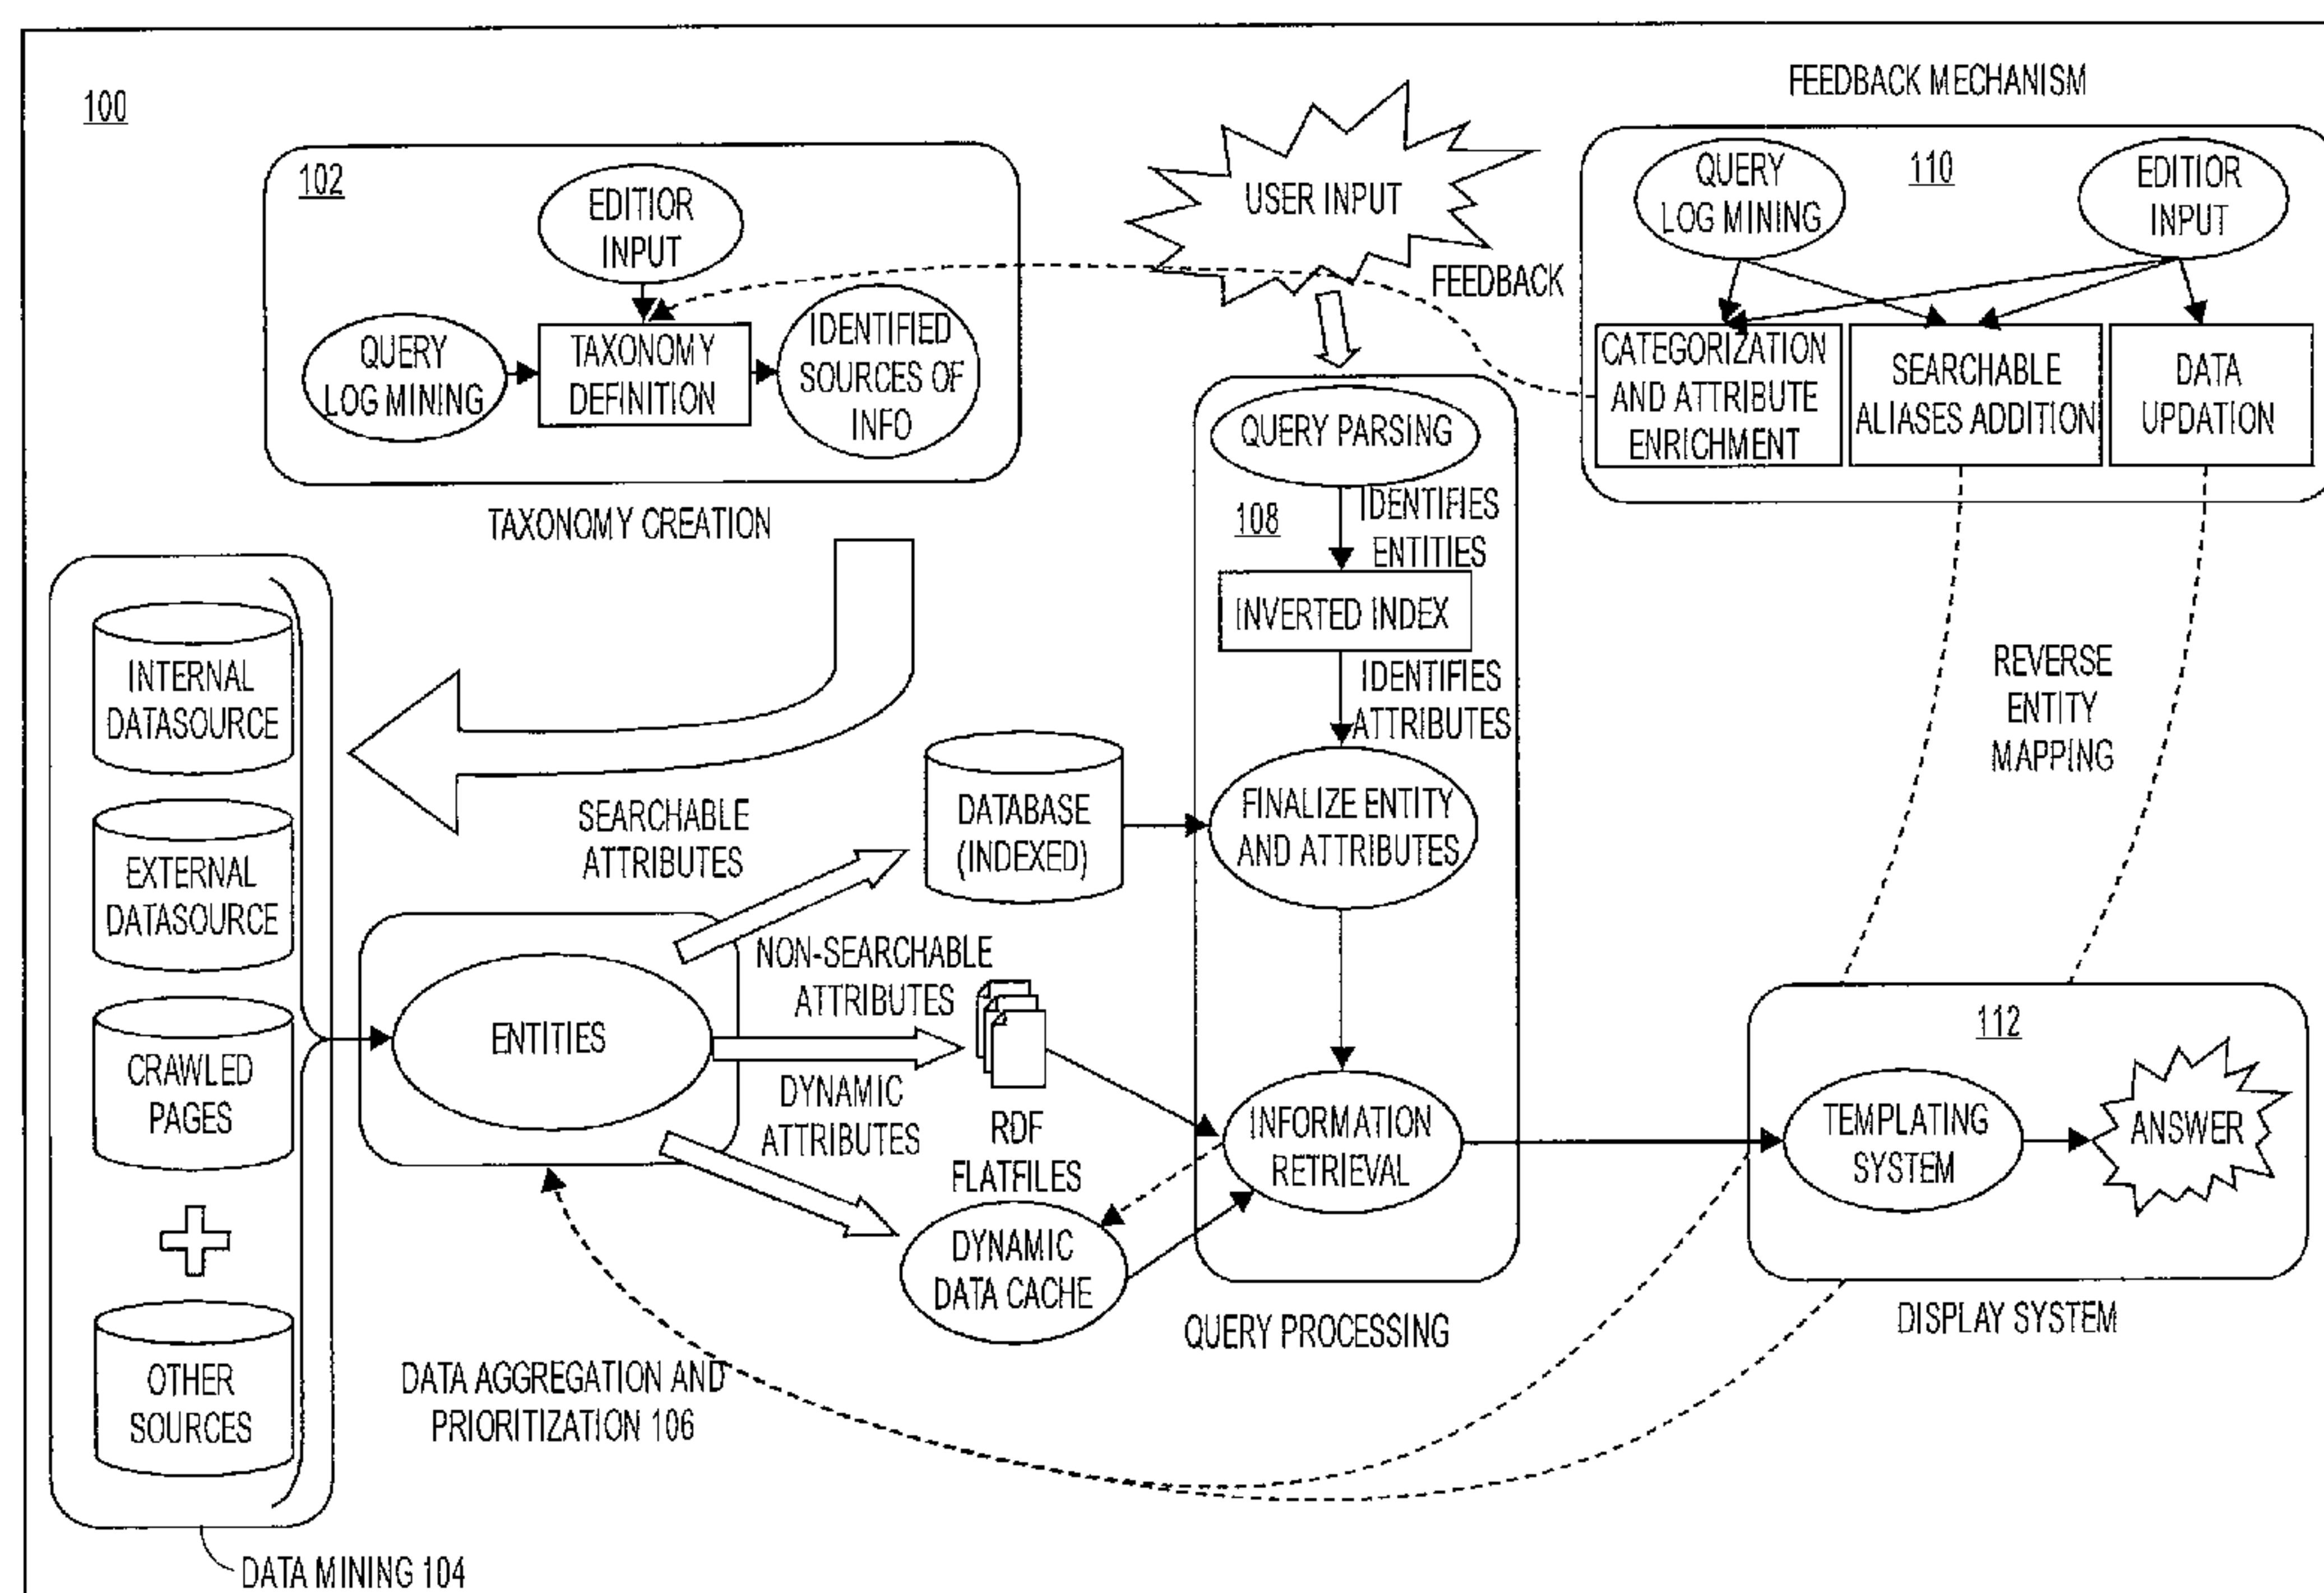 100
102
EDITIOR
INPUT
QUERY
LOG MINING
TAXONOMY
DEFINITION
IDENTIFIED
SOURCES OF
INFO
TAXONOMY CREATION
USER INPUT
FEEDBACK
FEEDBACK MECHANISM
110
QUERY
LOG MINING
EDITIOR
INPUT
CATEGORIZATION
AND ATTRIBUTE
ENRICHMENT
SEARCHABLE
ALIASES ADDITION
DATA
UPDATION
QUERY PARSING
108
IDENTIFIES
ENTITIES
INVERTED INDEX
IDENTIFIES
ATTRIBUTES
FINALIZE ENTITY
AND ATTRIBUTES
INFORMATION
RETRIEVAL
QUERY PROCESSING
REVERSE
ENTITY
MAPPING
INTERNAL
DATASOURCE
EXTERNAL
DATASOURCE
CRAWLED
PAGES
OTHER
SOURCES
DATA MINING 104
SEARCHABLE
ATTRIBUTES
DATABASE
(INDEXED)
ENTITIES
NON-SEARCHABLE
ATTRIBUTES
DYNAMIC
ATTRIBUTES
RDF
FLATFILES
DYNAMIC
DATA CACHE
DATA AGGREGATION AND
PRIORITIZATION 106
112
TEMPLATING
SYSTEM
ANSWER
DISPLAY SYSTEM